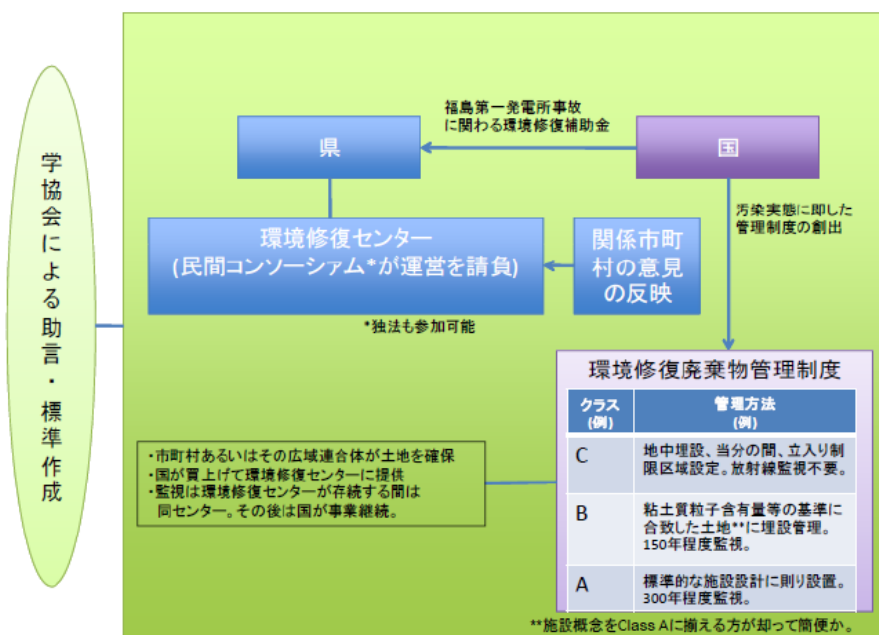 学協会による助言・標準作成
福島第一発電所事故
に関わる環境修復補助金
県
国
汚染実態に即した
管理制度の創出
環境修復センター
(民間コンソーシアム*が運営を請負)
関係市町
村の意見
の反映
*独法も参加可能
環境修復廃棄物管理制度
クラス
(例)
管理方法
(例)
C
地中埋設、当分の間、立入り制
限区域設定。放射線監視不要。
B
粘土質粒子含有量等の基準に
合致した土地**に埋設管理。
150年程度監視。
A
標準的な施設設計に則り設置。
300年程度監視。
・市町村あるいはその広域連合体が土地を確保
・国が買上げて環境修復センターに提供
・監視は環境修復センターが存続する間は
同センター。その後は国が事業継続。
**施設概念をClass Aに揃える方が却って簡便か。